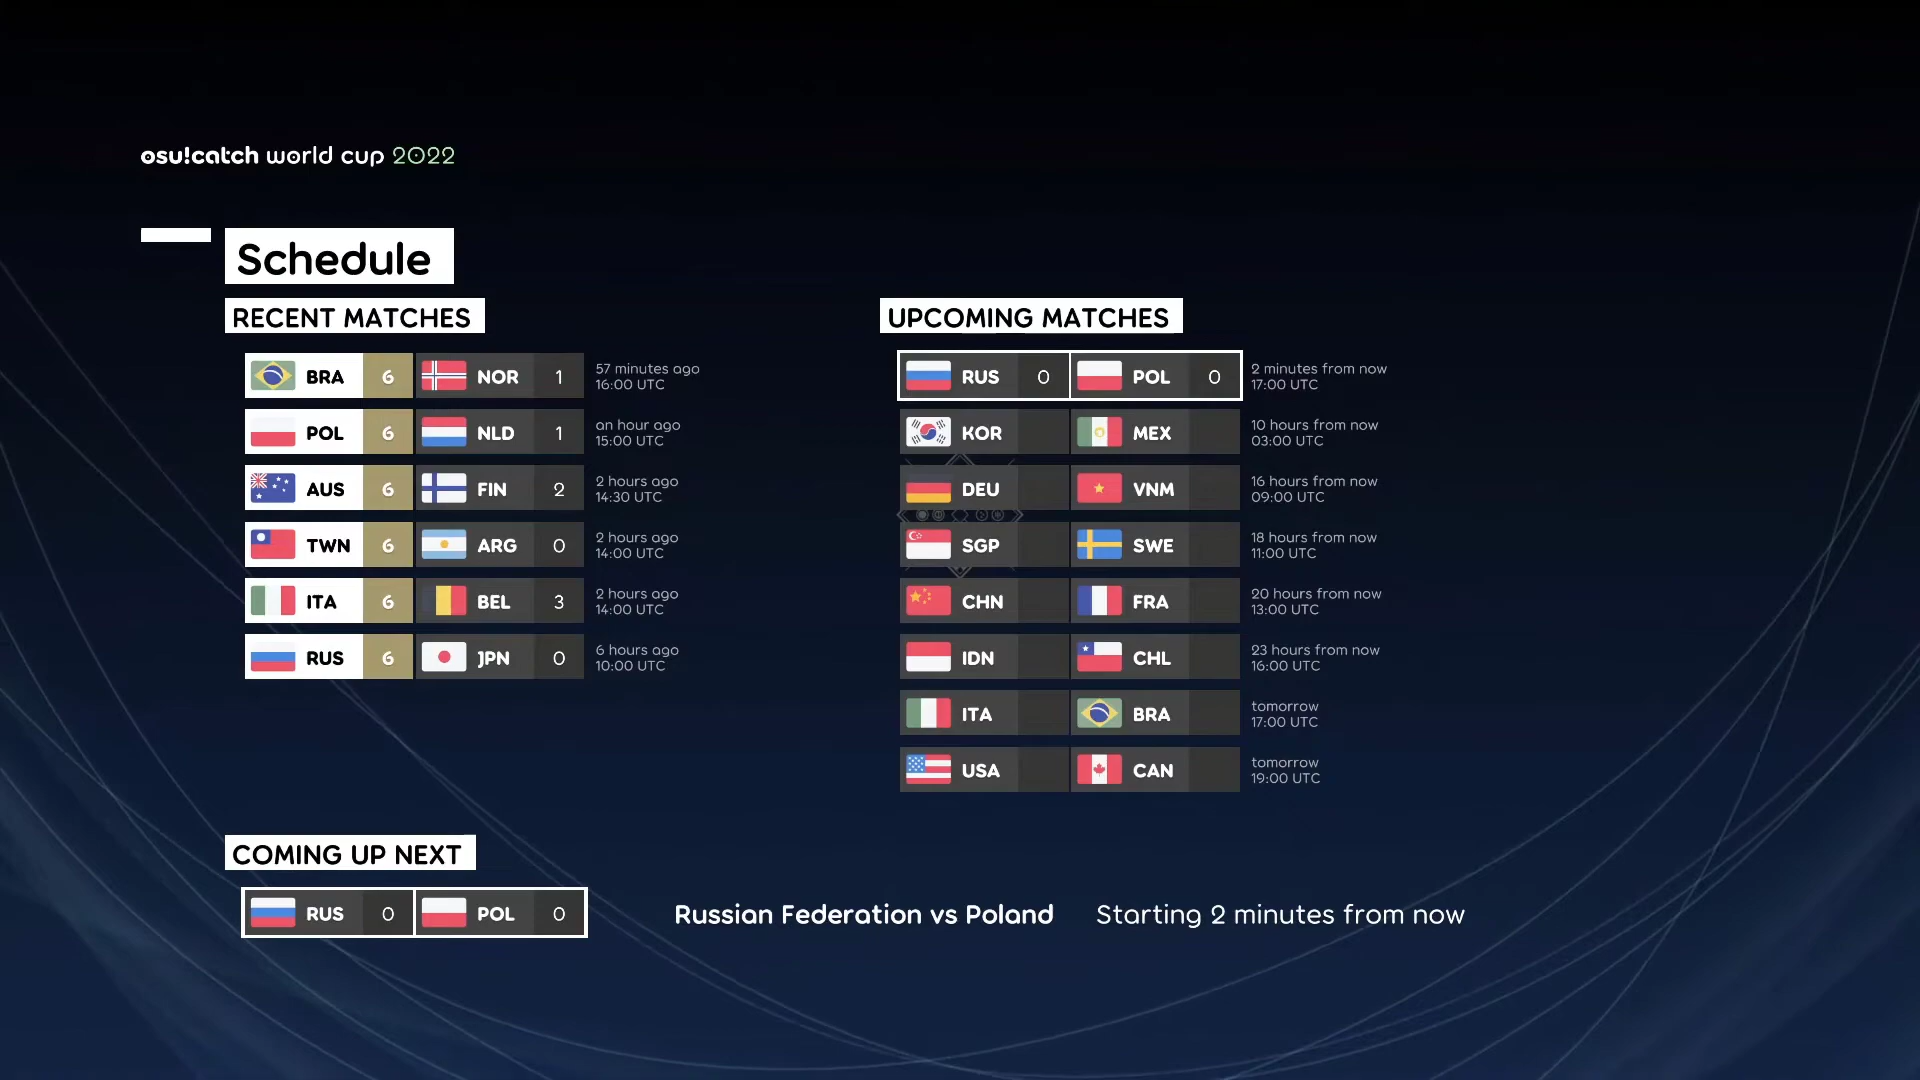 osu!catch world cup 2022
Schedule
RECENT MATCHES
BRA 6 NOR 1 57 minutes ago
16:00 UTC
POL 6 NLD 1 an hour ago
15:00 UTC
AUS 6 FIN 2 2 hours ago
14:30 UTC
TWN 6 ARG 0 2 hours ago
14:00 UTC
ITA 6 BEL 3 2 hours ago
14:00 UTC
RUS 6 JPN 0 6 hours ago
10:00 UTC
UPCOMING MATCHES
RUS 0 POL 0 2 minutes from now
17:00 UTC
KOR MEX 10 hours from now
03:00 UTC
DEU VNM 16 hours from now
09:00 UTC
SGP SWE 18 hours from now
11:00 UTC
CHN FRA 20 hours from now
13:00 UTC
IDN CHL 23 hours from now
16:00 UTC
ITA BRA tomorrow
17:00 UTC
USA CAN tomorrow
19:00 UTC
COMING UP NEXT
RUS 0 POL 0 Russian Federation vs Poland Starting 2 minutes from now